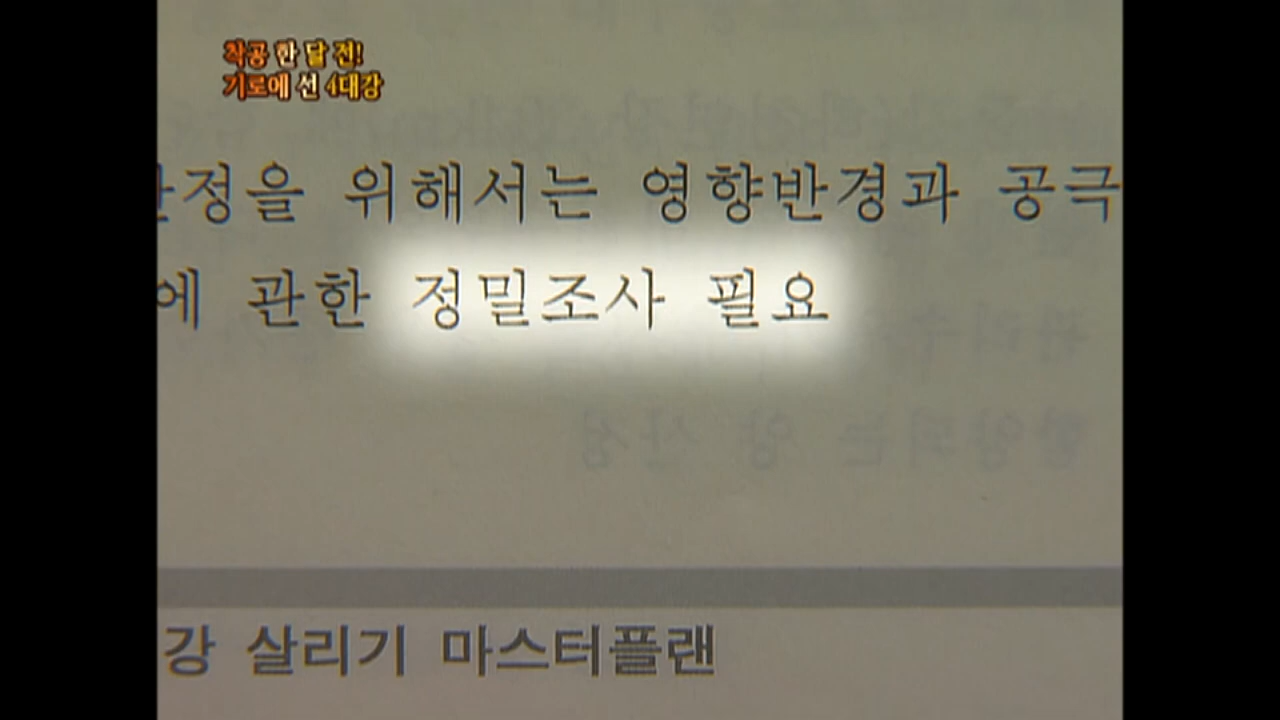 착공 한 달 전!
기로에 선 4대강
정을 위해서는 영향반경과 공극
에 관한 정밀조사 필요
강 살리기 마스터플랜